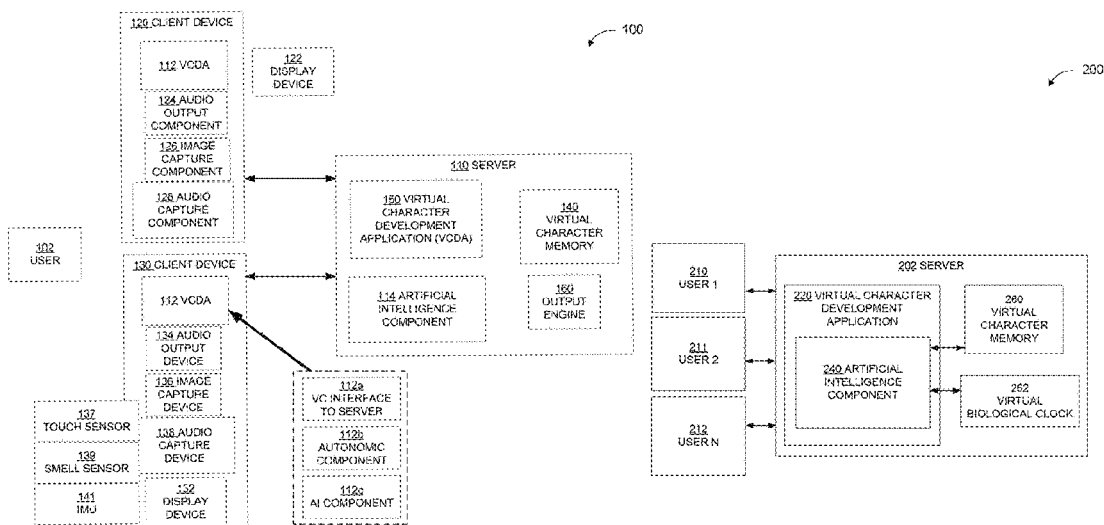 120 CLIENT DEVICE
112 VCDA
124 AUDIO
OUTPUT
COMPONENT
126 IMAGE
CAPTURE
COMPONENT
128 AUDIO
CAPTURE
COMPONENT
122
DISPLAY
DEVICE
100
102
USER
110 SERVER
150 VIRTUAL
CHARACTER
DEVELOPMENT
APPLICATION (VCDA)
140
VIRTUAL
CHARACTER
MEMORY
114 ARTIFICIAL
INTELLIGENCE
COMPONENT
160
OUTPUT
ENGINE
130 CLIENT DEVICE
112 VCDA
134 AUDIO
OUTPUT
DEVICE
136 IMAGE
CAPTURE
DEVICE
138 AUDIO
CAPTURE
DEVICE
132
DISPLAY
DEVICE
137
TOUCH SENSOR
139
SMELL SENSOR
141
IMU
112a
VC INTERFACE
TO SERVER
112b
AUTONOMIC
COMPONENT
112c
AI COMPONENT
200
210
USER 1
211
USER 2
212
USER N
202 SERVER
220 VIRTUAL CHARACTER
DEVELOPMENT
APPLICATION
240 ARTIFICIAL
INTELLIGENCE
COMPONENT
260
VIRTUAL
CHARACTER
MEMORY
262
VIRTUAL
BIOLOGICAL CLOCK